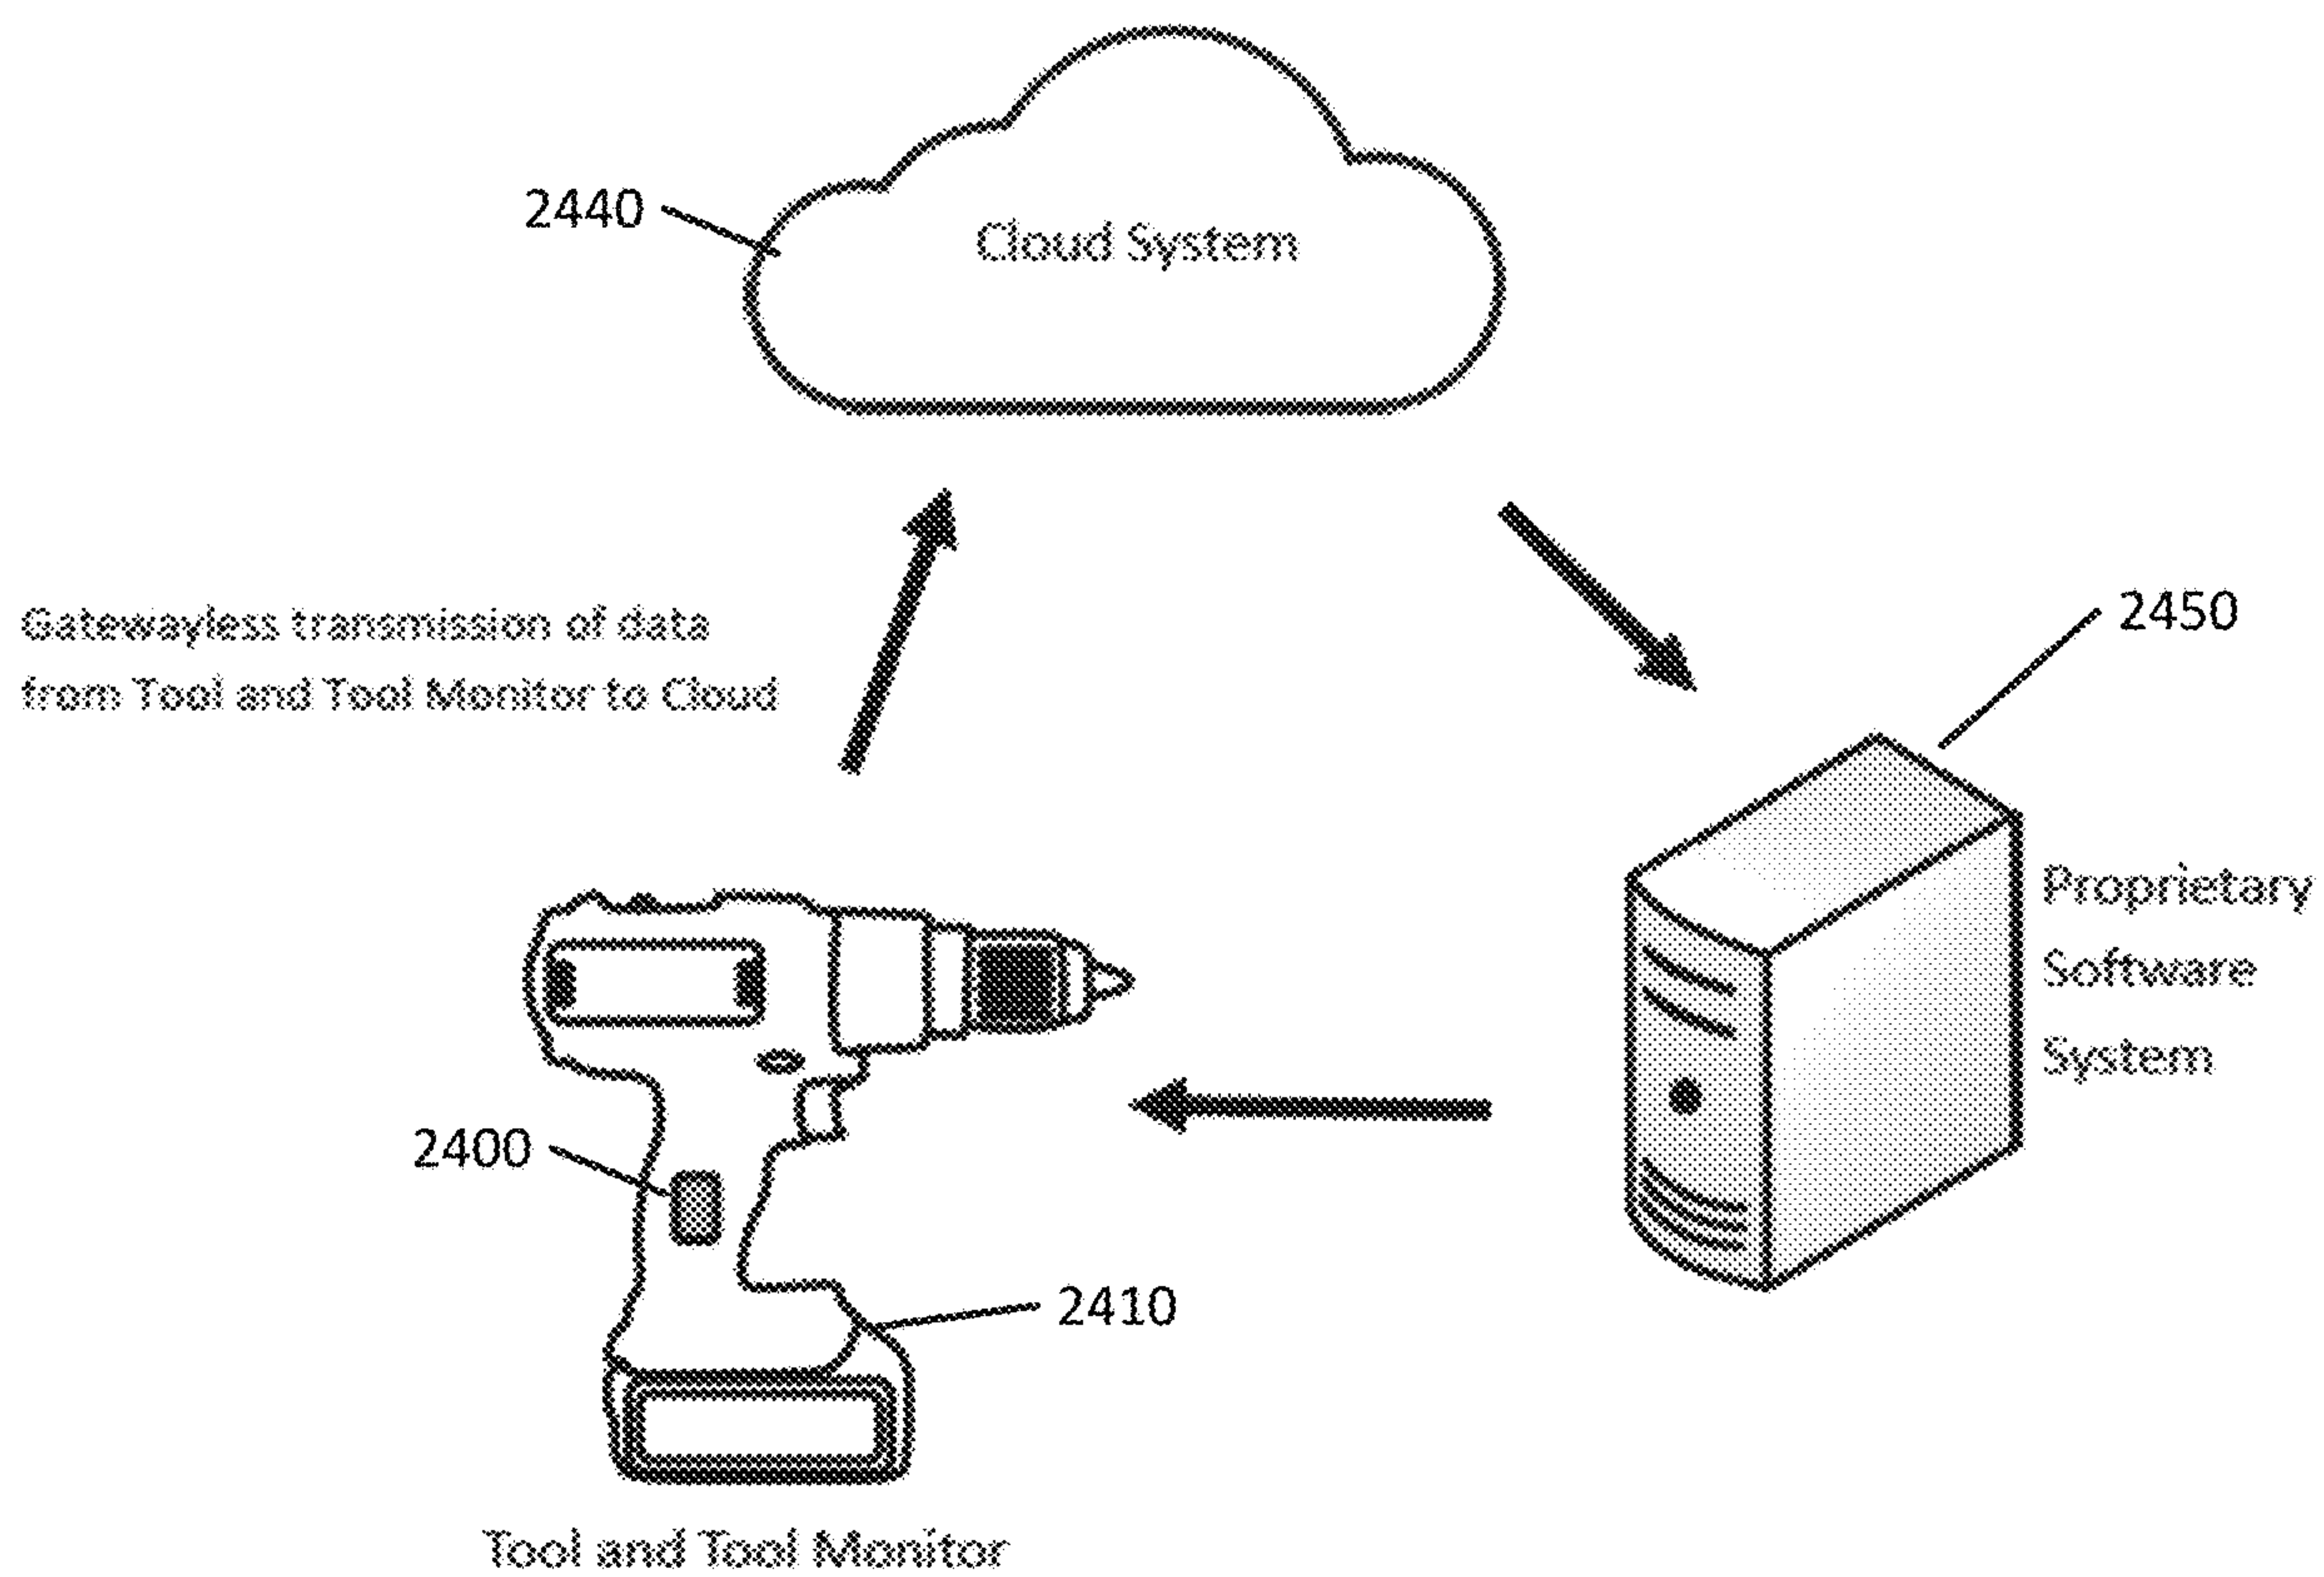 2440
Cloud System
Gatewayless transmission of data
from Tool and Tool Monitor to Cloud
2450
Proprietary
Software
System
2400
2410
Tool and Tool Monitor